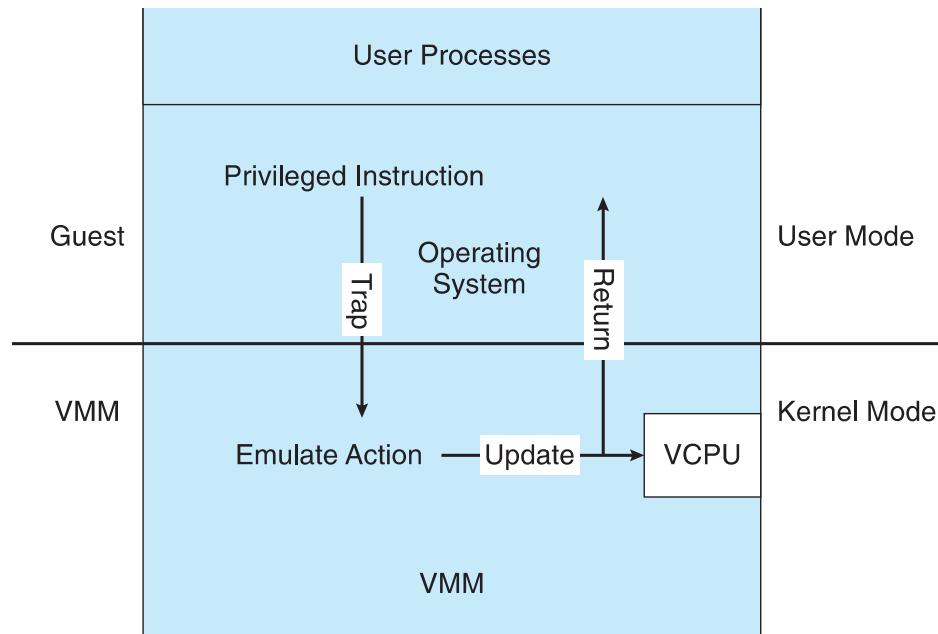 User Processes
Privileged Instruction
Guest
Operating
System
User Mode
Trap
Return
VMM
Kernel Mode
Emulate Action
Update
VCPU
VMM